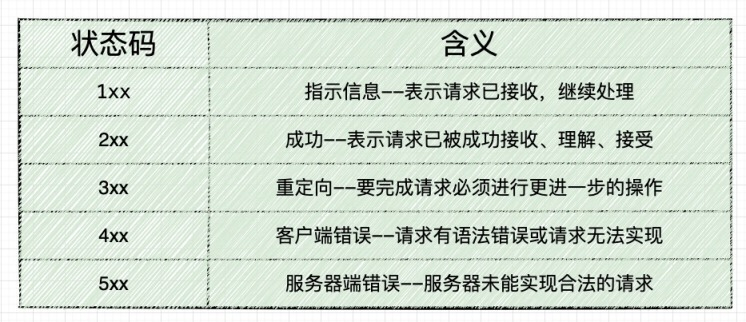 状态码 含义
1xx 指示信息--表示请求已接收，继续处理
2xx 成功--表示请求已被成功接收、理解、接受
3xx 重定向--要完成请求必须进行更进一步的操作
4xx 客户端错误--请求有语法错误或请求无法实现
5xx 服务器端错误--服务器未能实现合法的请求